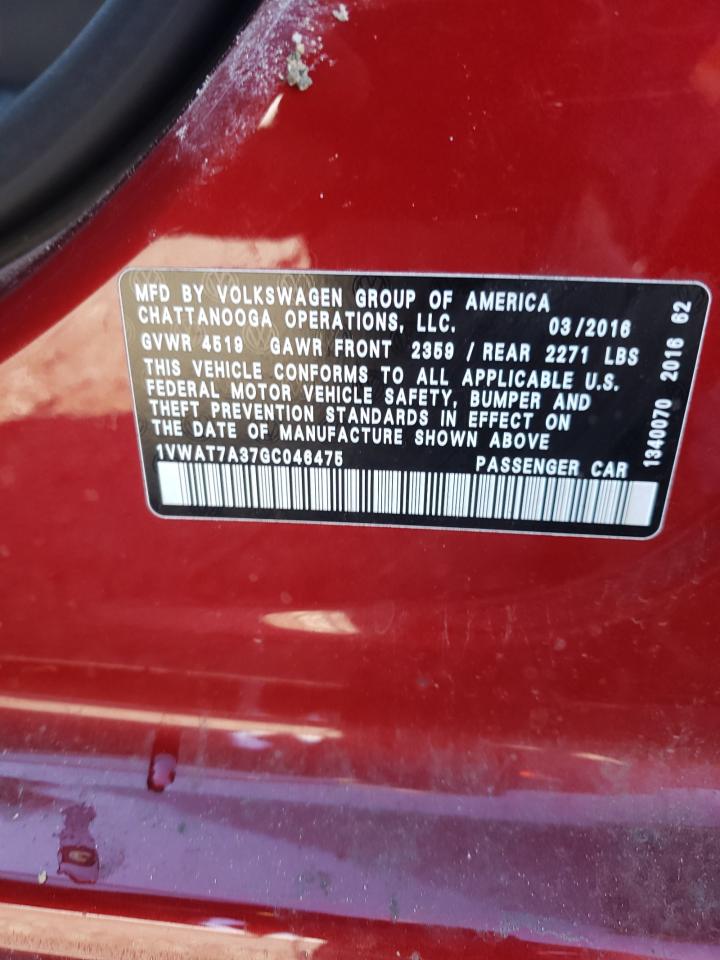 MFD BY VOLKSWAGEN GROUP OF AMERICA
CHATTANOOGA OPERATIONS, LLC. 03/2016
GVWR 4519 GAWR FRONT 2359 / REAR 2271 LBS
THIS VEHICLE CONFORMS TO ALL APPLICABLE U.S.
FEDERAL MOTOR VEHICLE SAFETY, BUMPER AND
THEFT PREVENTION STANDARDS IN EFFECT ON
THE DATE OF MANUFACTURE SHOWN ABOVE
1VWAT7A37GC046475 PASSENGER CAR
1340070 2016 62